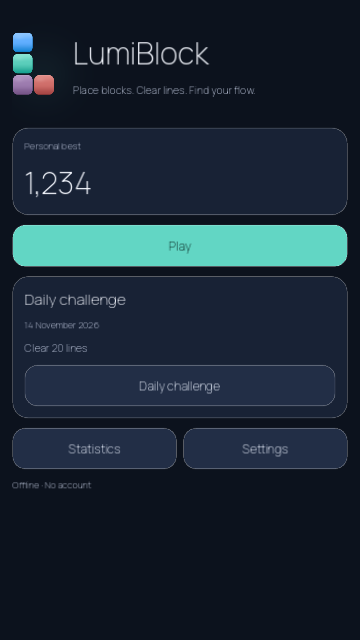 LumiBlock
Place blocks. Clear lines. Find your flow.
Personal best
1,234
Play
Daily challenge
14 November 2026
Clear 20 lines
Daily challenge
Statistics
Settings
Offline · No account